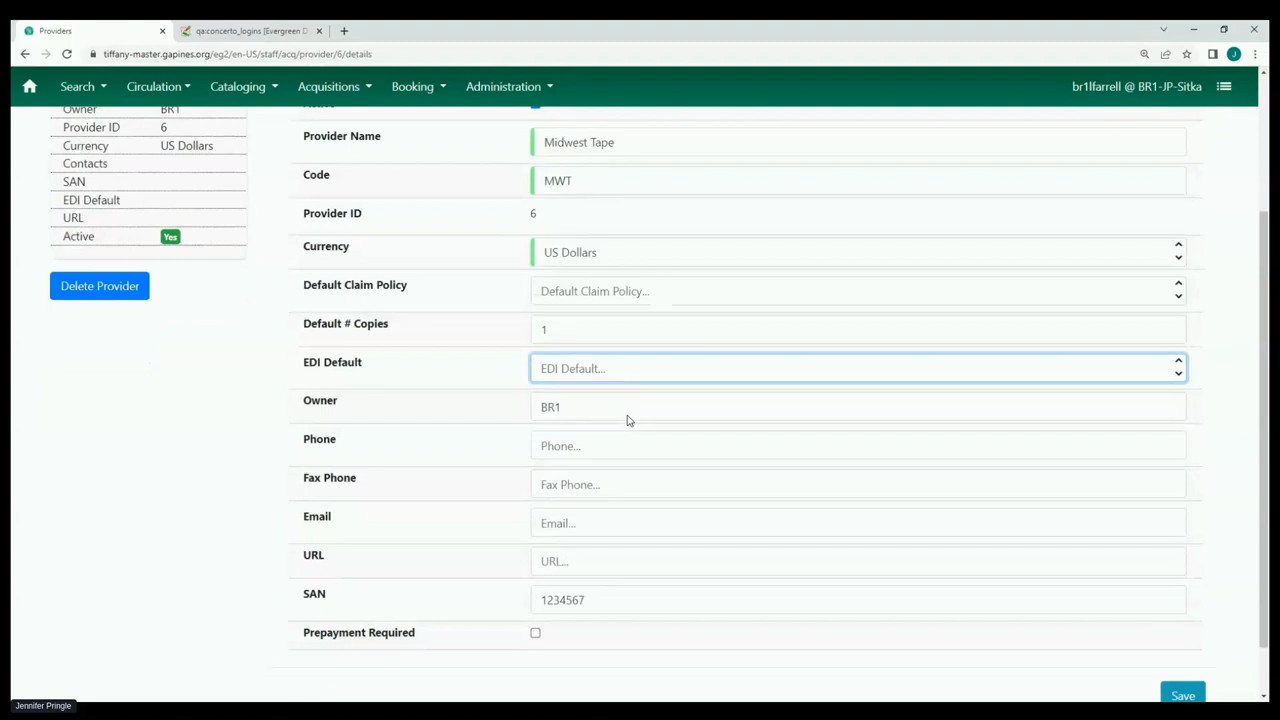 Providers
qa:concerto_logins [Evergreen D
tiffany-master.gapines.org/eg2/en-US/staff/acq/provider/6/details
J
Search Circulation Cataloging Acquisitions Booking Administration br1lfarrell @ BR1-JP-Sitka
Owner BR1
Provider ID 6
Currency US Dollars
Contacts
SAN
EDI Default
URL
Active Yes
Delete Provider
Provider Name Midwest Tape
Code MWT
Provider ID 6
Currency US Dollars
Default Claim Policy Default Claim Policy...
Default # Copies 1
EDI Default EDI Default...
Owner BR1
Phone Phone...
Fax Phone Fax Phone...
Email Email...
URL URL...
SAN 1234567
Prepayment Required
Save
Jennifer Pringle